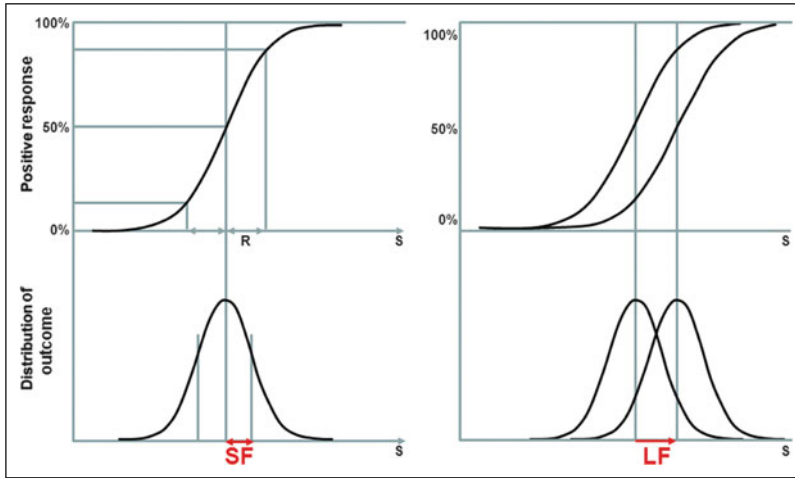 100%
Positive response
50%
0%
R
S
100%
50%
0%
S
Distribution of
outcome
SF
S
LF
S